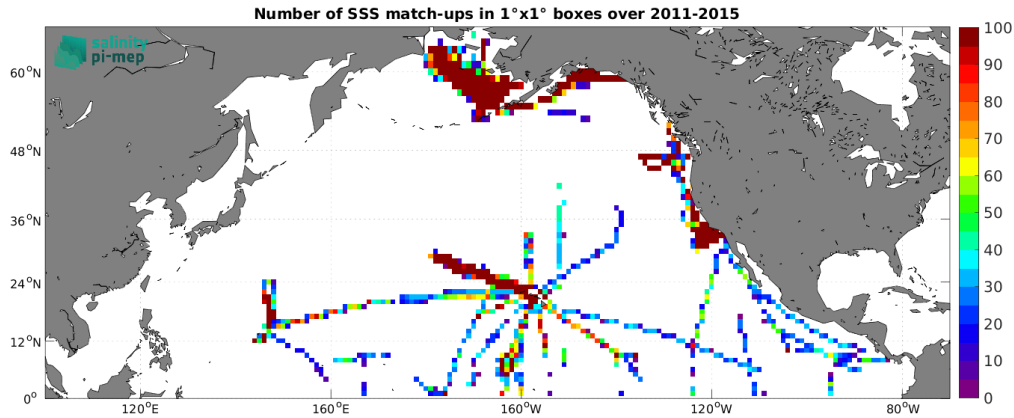 Number of SSS match-ups in 1°x1° boxes over 2011-2015
salinity
pi-mep
60°N
48°N
36°N
24°N
12°N
0°
120°E
160°E
160°W
120°W
80°W
100
90
80
70
60
50
40
30
20
10
0